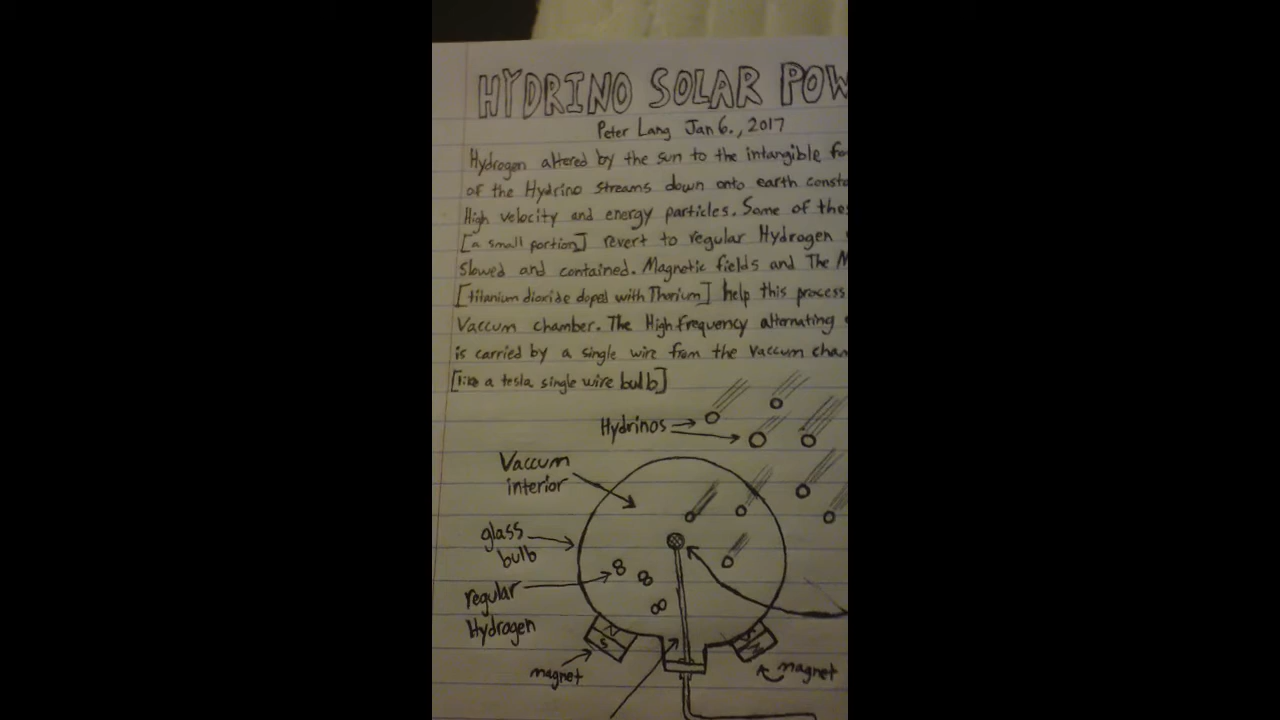 HYDRINO SOLAR POW
Peter Lang Jan 6., 2017
Hydrogen altered by the sun to the intangible fo
of the Hydrino streams down onto earth consta
High velocity and energy particles. Some of thes
[a small portion] revert to regular Hydrogen
slowed and contained. Magnetic fields and The M
[titanium dioxide doped with Thorium] help this process
Vaccum chamber. The High frequency alternating
is carried by a single wire from the vaccum cham
[like a tesla single wire bulb]
Hydrinos
Vaccum
interior
glass
bulb
regular
Hydrogen
N
S
magnet
magnet